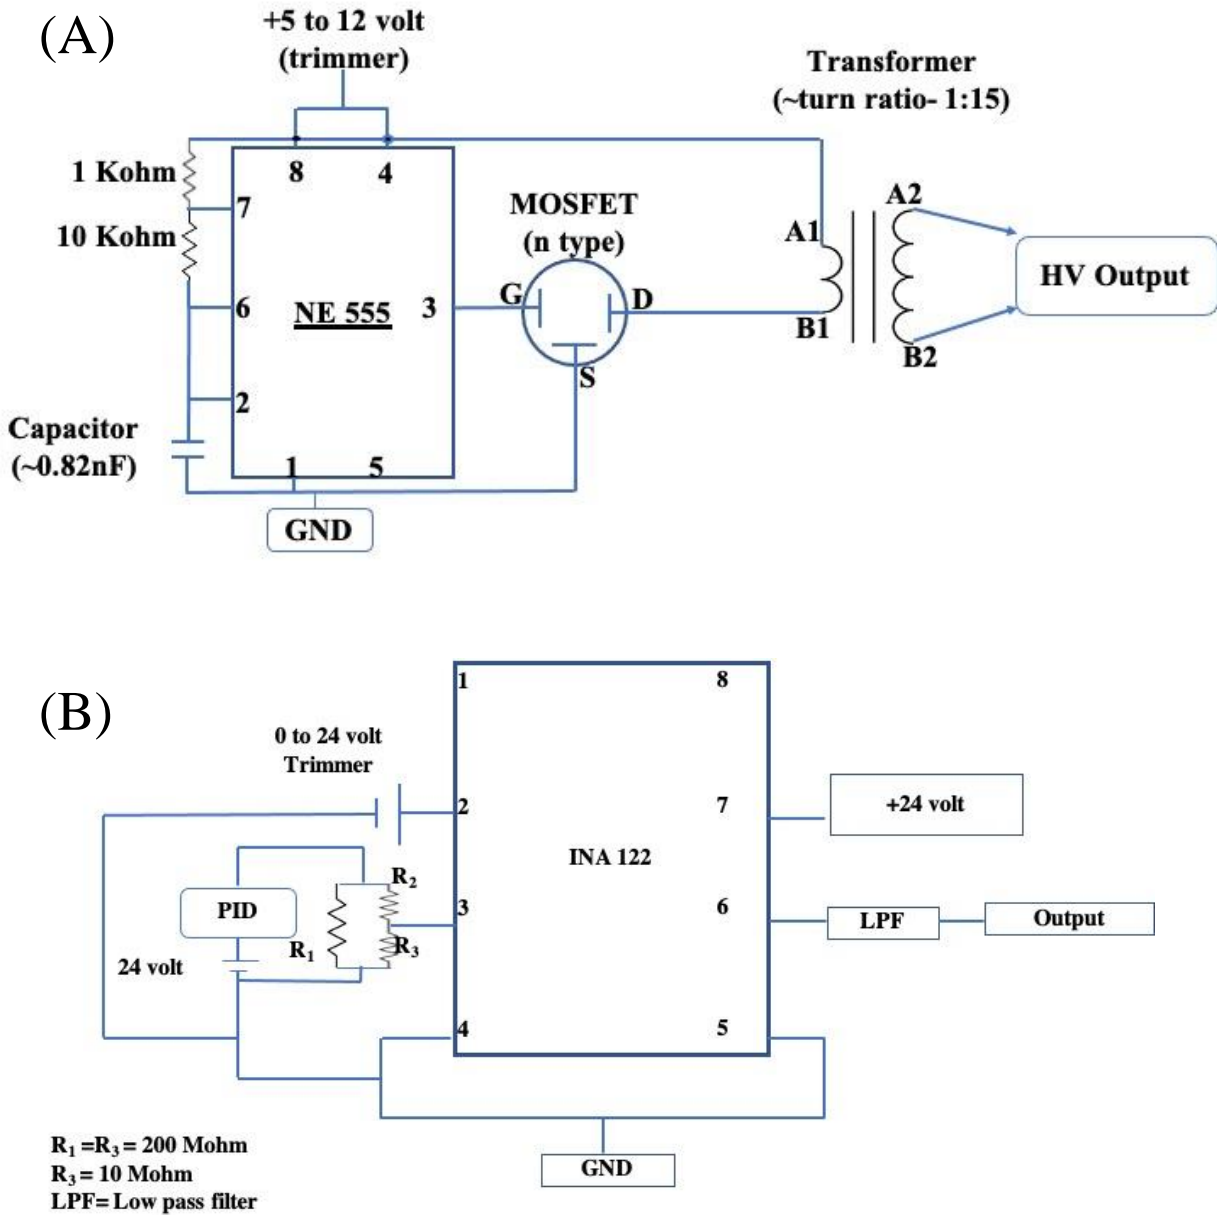 (A)
+5 to 12 volt
(trimmer)
Transformer
(~turn ratio- 1:15)
1 Kohm
8
4
7
10 Kohm
MOSFET
(n type)
A1
A2
HV Output
6
NE 555
3
G
D
B1
B2
S
2
Capacitor
(~0.82nF)
1
5
GND
(B)
1
8
0 to 24 volt
Trimmer
2
7
+24 volt
INA 122
R2
PID
3
6
LPF
Output
R1
R3
24 volt
4
5
R1 =R3 = 200 Mohm
R3 = 10 Mohm
LPF= Low pass filter
GND